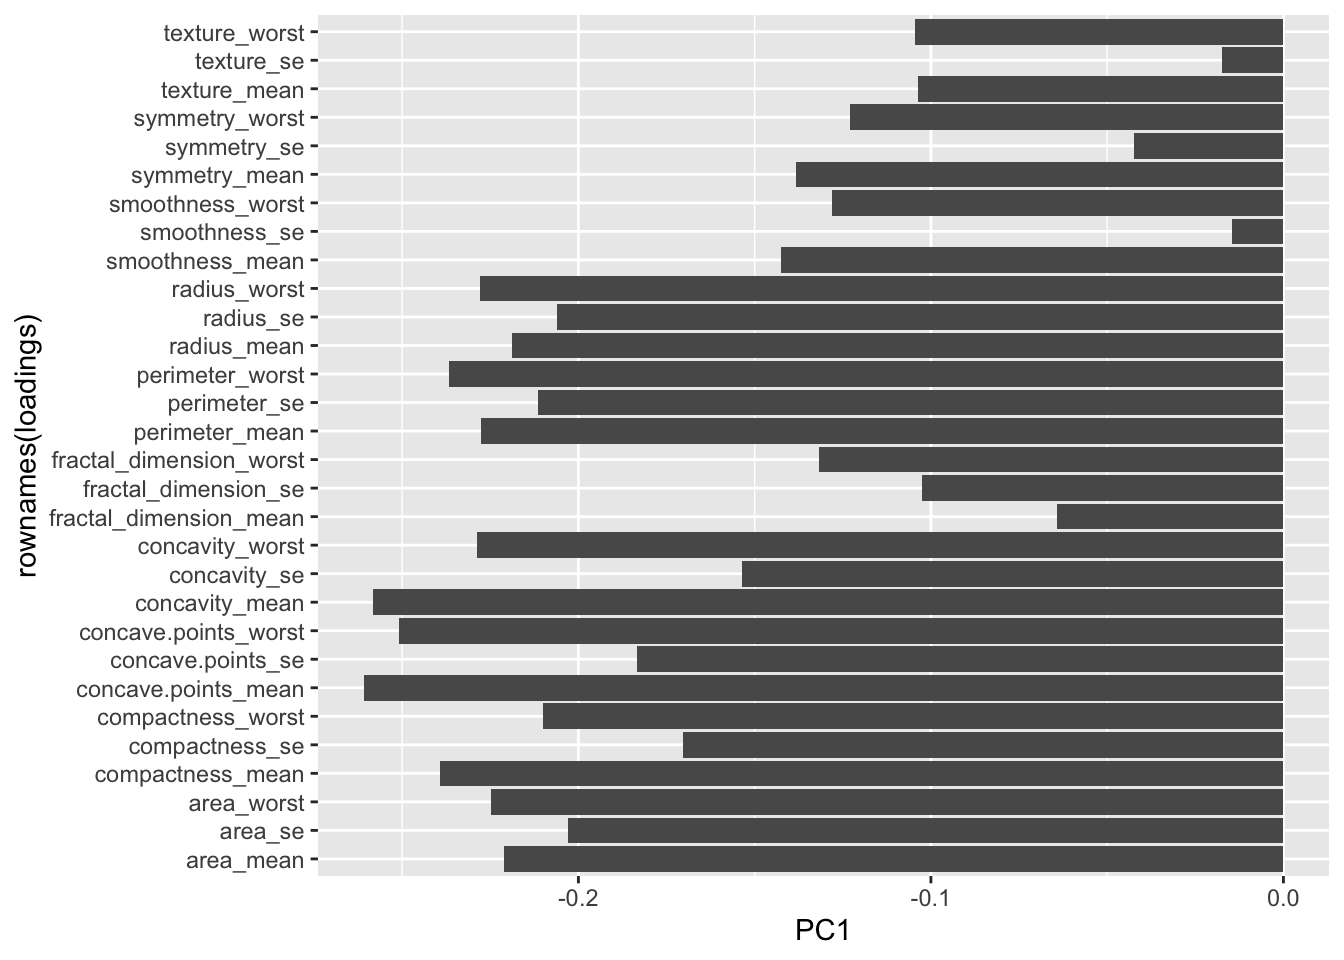 texture_worst
texture_se
texture_mean
symmetry_worst
symmetry_se
symmetry_mean
smoothness_worst
smoothness_se
smoothness_mean
radius_worst
radius_se
radius_mean
perimeter_worst
perimeter_se
perimeter_mean
fractal_dimension_worst
fractal_dimension_se
fractal_dimension_mean
concavity_worst
concavity_se
concavity_mean
concave.points_worst
concave.points_se
concave.points_mean
compactness_worst
compactness_se
compactness_mean
area_worst
area_se
area_mean
rownames(loadings)
-0.2 -0.1 0.0
PC1